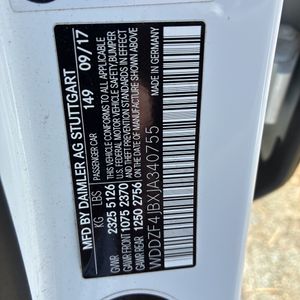 MFD BY DAIMLER AG STUTTGART
149 09/17
PASSENGER CAR
KG LBS
GVWR 2325 5126
GAWR FRONT 1075 2370
GAWR REAR 1250 2756
CONFORMS TO ALL APPLICABLE
FEDERAL MOTOR VEHICLE SAFETY BUMPER
AND THEFT PREVENTION STANDARDS IN
EFFECT ON THE DATE OF MANUFACTURE
SHOWN ABOVE
MADE IN GERMANY
WDDZF4JBXJA340755